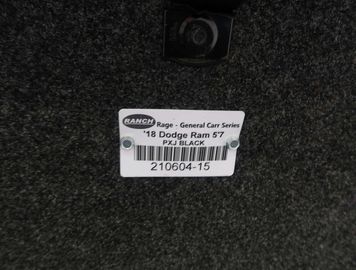 RANCH Rage - General Carr Series
'18 Dodge Ram 5'7
PXJ BLACK
210604-15